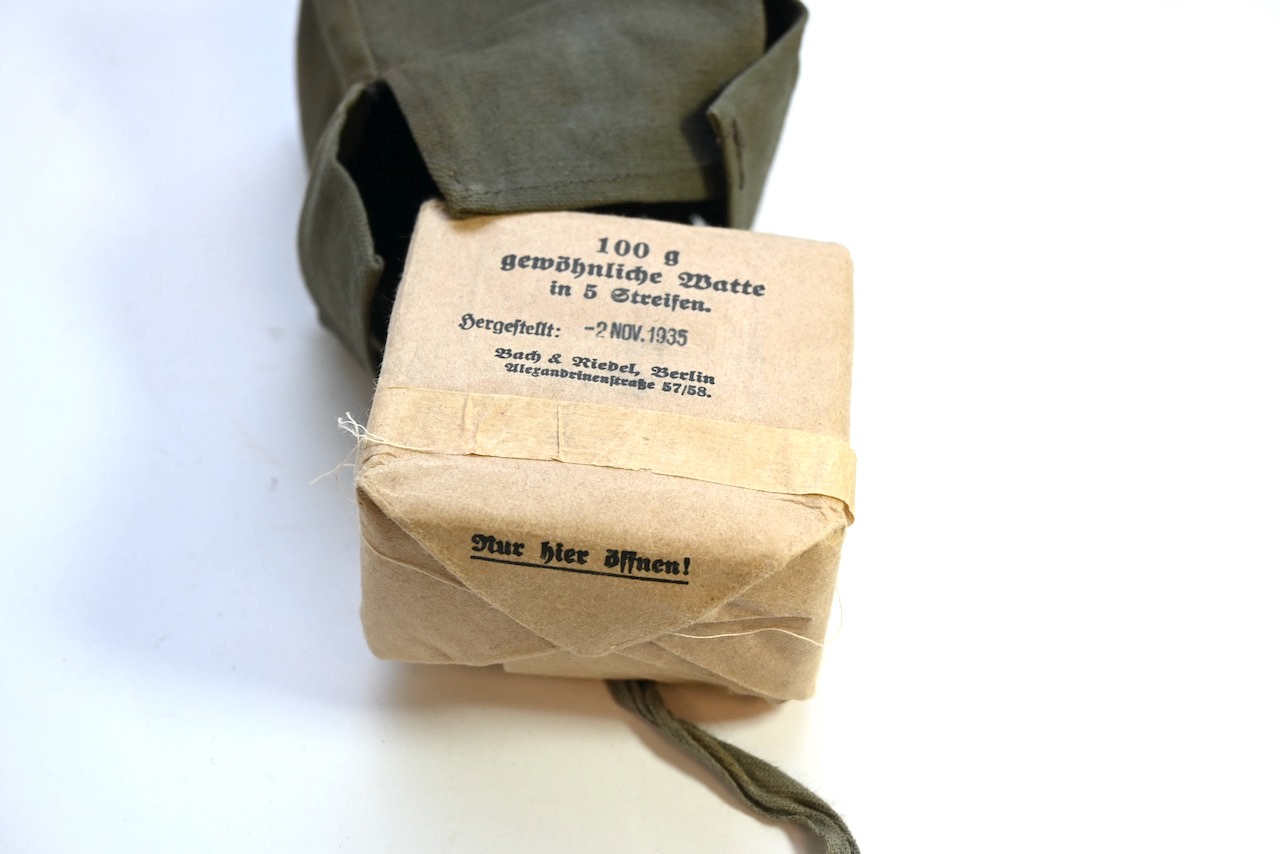 100 g
gewöhnliche Watte
in 5 Streifen.
Hergestellt: -2 NOV. 1935
Bach & Riedel, Berlin
Alexandrinenstraße 57/58.
Nur hier öffnen!